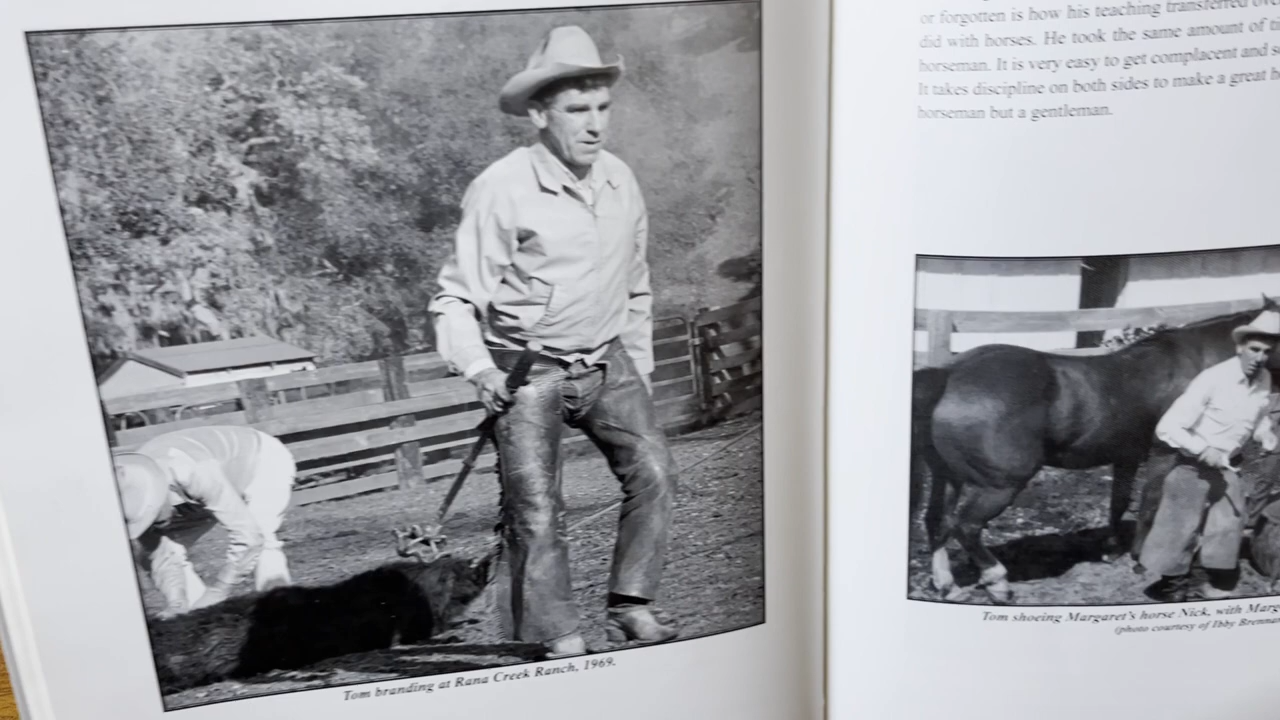 Tom branding at Rana Creek Ranch, 1969.
or forgotten is how his teaching transferred
did with horses. He took the same amount of
horseman. It is very easy to get complacent and
It takes discipline on both sides to make a great
horseman but a gentleman.
Tom shoeing Margaret's horse Nick, with
(photo courtesy of Ibby